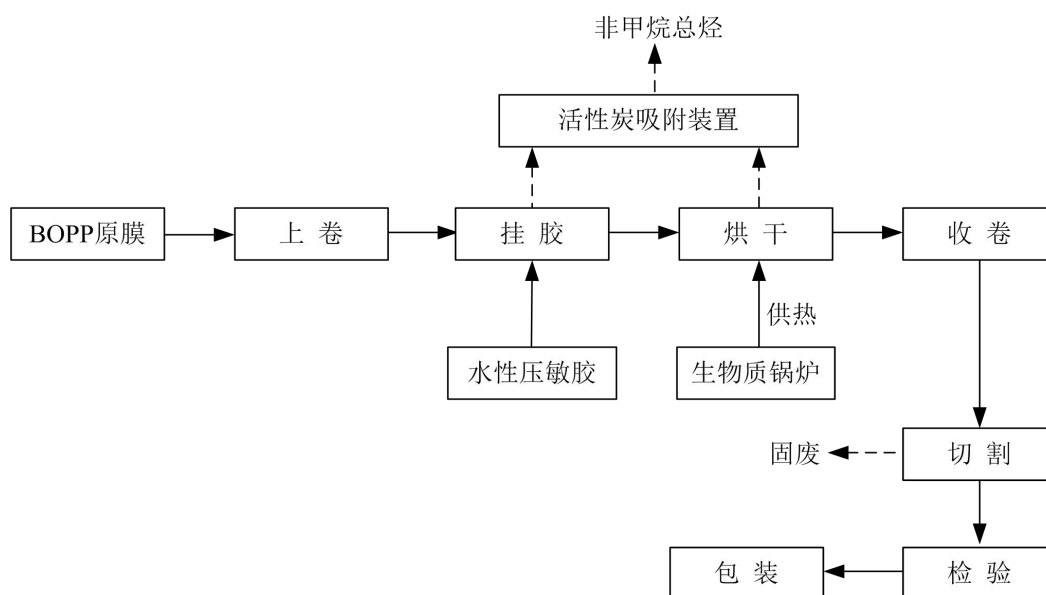 非甲烷总烃
活性炭吸附装置
BOPP原膜
上 卷
挂 胶
烘 干
收 卷
供热
水性压敏胶
生物质锅炉
固废
切 割
包 装
检 验